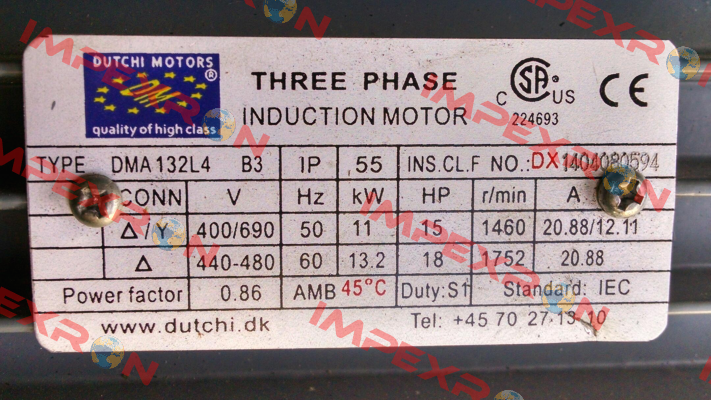 DUTCHI MOTORS
®
DMI
quality of high class
THREE PHASE
INDUCTION MOTOR
C CSA US
224693
CE
TYPE DMA132L4 B3 IP 55 INS.CL.F NO.: DX1404080594
CONN V Hz kW HP r/min A
Δ/Y 400/690 50 11 15 1460 20.88/12.11
Δ 440-480 60 13.2 18 1752 20.88
Power factor 0.86 AMB 45°C Duty:S1 Standard: IEC
www.dutchi.dk Tel: +45 70 27 13 10
IMPEXRON